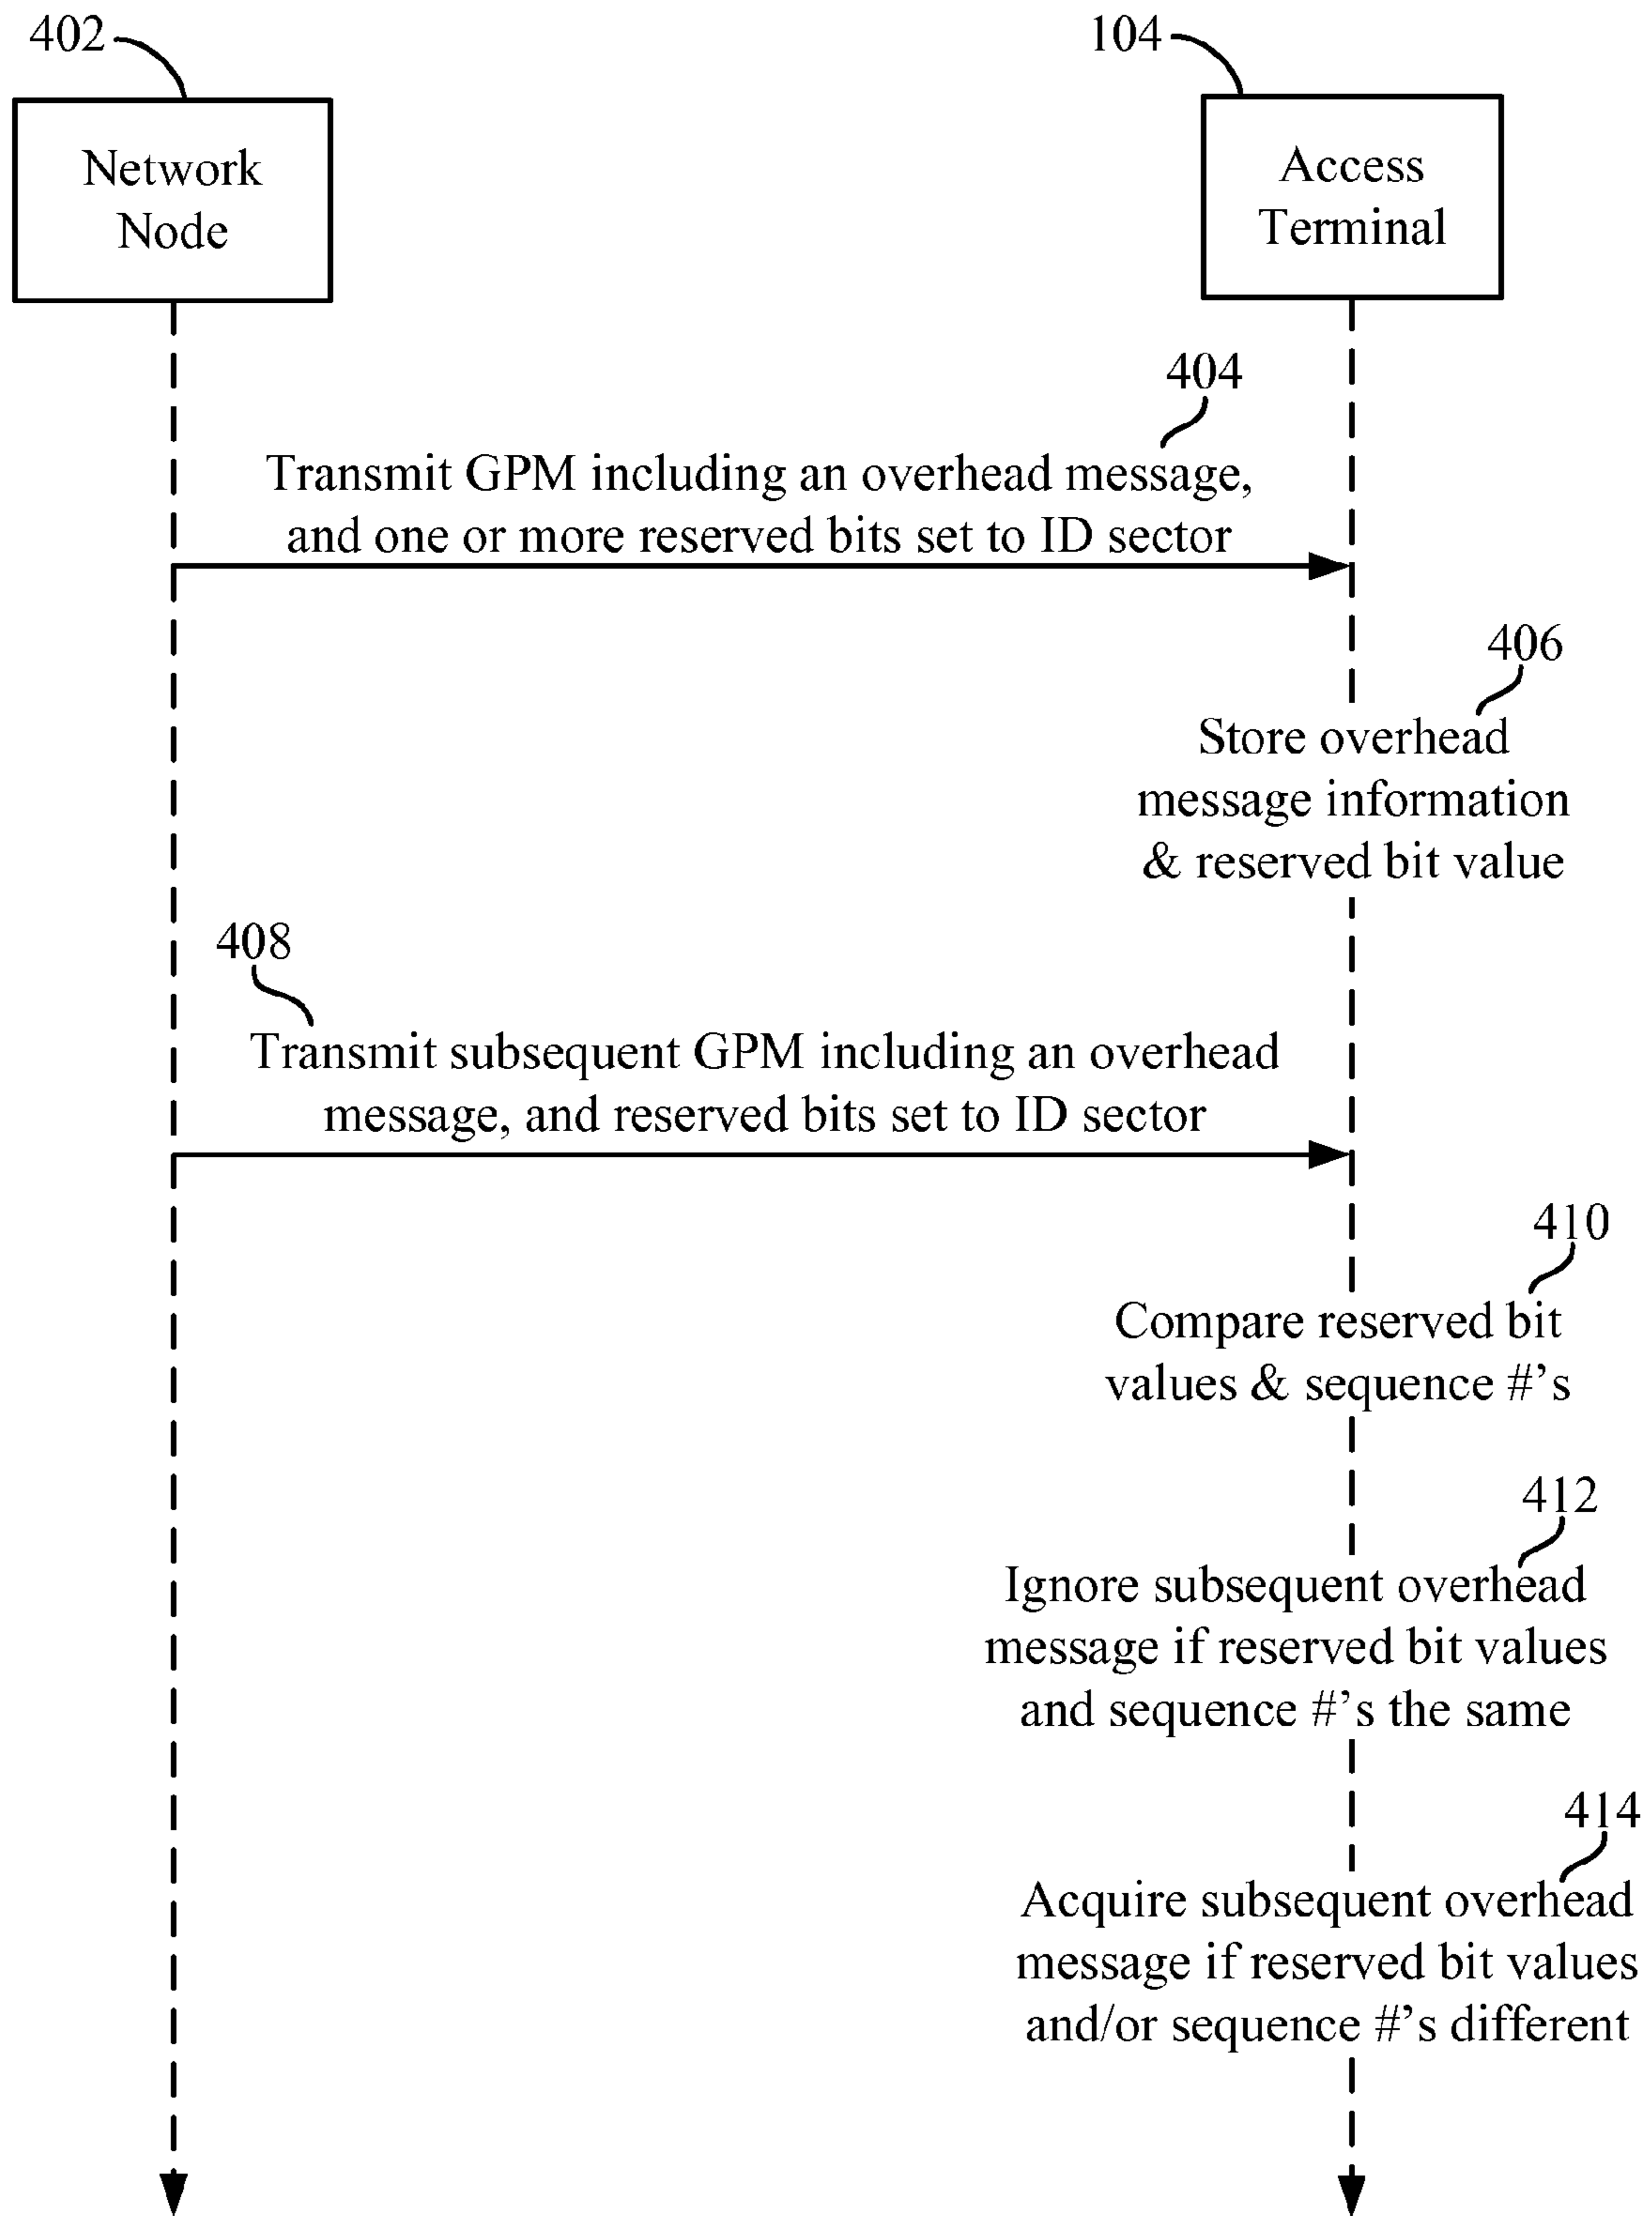 402
104
Network
Node
Access
Terminal
404
Transmit GPM including an overhead message,
and one or more reserved bits set to ID sector
406
Store overhead
message information
& reserved bit value
408
Transmit subsequent GPM including an overhead
message, and reserved bits set to ID sector
410
Compare reserved bit
values & sequence #’s
412
Ignore subsequent overhead
message if reserved bit values
and sequence #’s the same
414
Acquire subsequent overhead
message if reserved bit values
and/or sequence #’s different